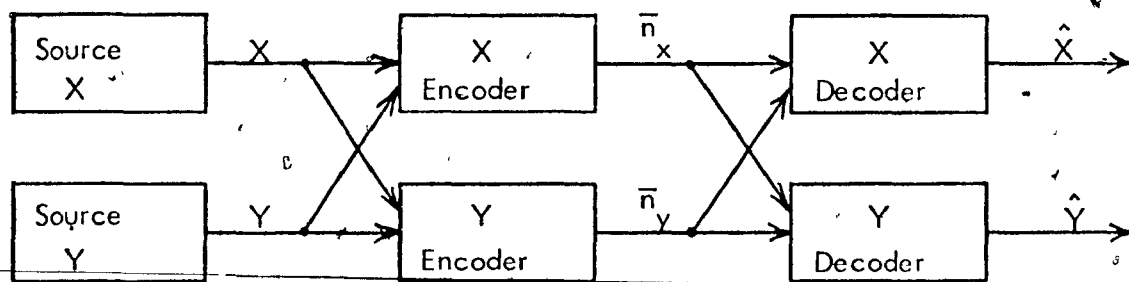 Source
X
X
X
Encoder
n̅ x
X
Decoder
X̂
Source
Y
Y
Y
Encoder
n̅ y
Y
Decoder
Ŷ